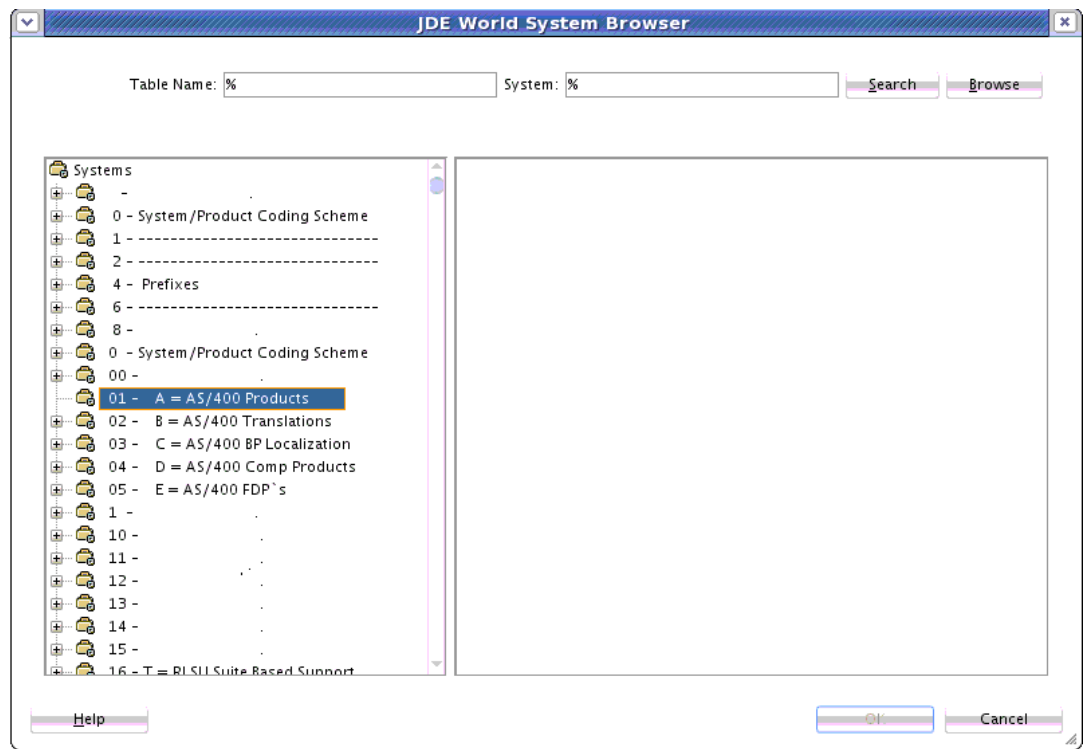 JDE World System Browser
Table Name: % System: % Search Browse
Systems
-  .
0 - System/Product Coding Scheme
1 - ------------------------------
2 - ------------------------------
4 - Prefixes
6 - ------------------------------
8 -  .
0 - System/Product Coding Scheme
00 -  .
01 - A = AS/400 Products
02 - B = AS/400 Translations
03 - C = AS/400 BP Localization
04 - D = AS/400 Comp Products
05 - E = AS/400 FDP`s
1 -  .
10 -  .
11 -  .
12 -  .
13 -  .
14 -  .
15 -  .
16 - T = RLSU Suite Based Support
Help OK Cancel